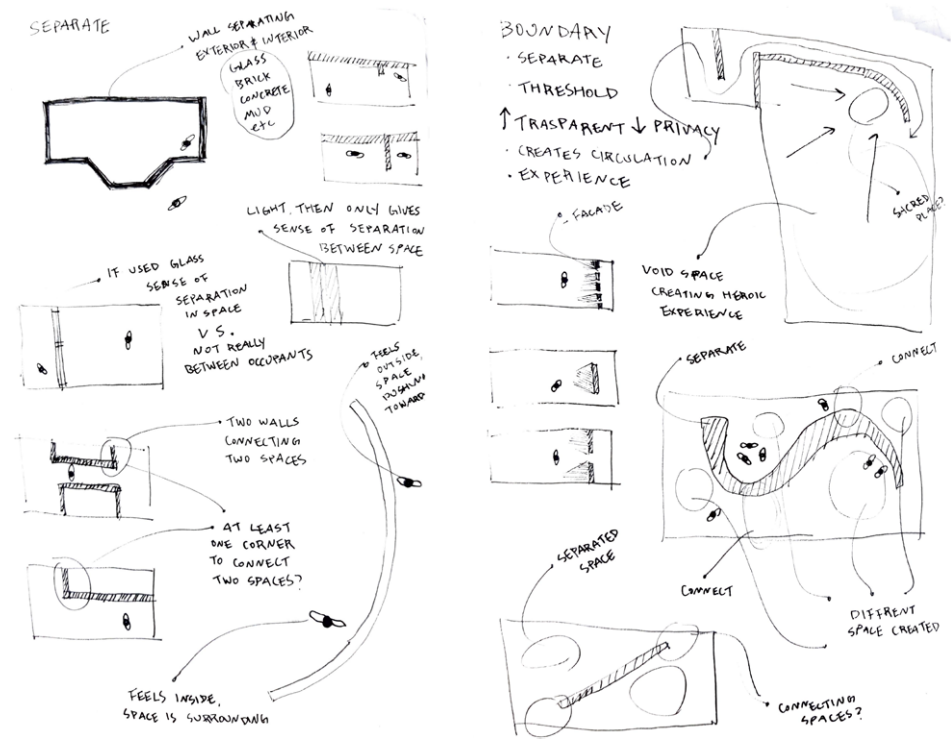 SEPARATE
WALL SEPARATING
EXTERIOR & INTERIOR
GLASS
BRICK
CONCRETE
MUD
etc
LIGHT, THEN ONLY GIVES
SENSE OF SEPARATION
BETWEEN SPACE
IF USED GLASS
SENSE OF
SEPARATION
IN SPACE
VS.
NOT REALLY
BETWEEN OCCUPANTS
FEELS
OUTSIDE,
SPACE
PUSHING
TOWARD
TWO WALLS
CONNECTING
TWO SPACES
AT LEAST
ONE CORNER
TO CONNECT
TWO SPACES?
FEELS INSIDE,
SPACE IS SURROUNDING
BOUNDARY
· SEPARATE
· THRESHOLD
↑ TRASPARENT ↓ PRIVACY
· CREATES CIRCULATION
· EXPERIENCE
FACADE
SACRED
PLACE?
VOID SPACE
CREATING HEROIC
EXPERIENCE
SEPARATE
CONNECT
CONNECT
DIFFRENT
SPACE CREATED
SEPARATED
SPACE
CONNECTING
SPACES?